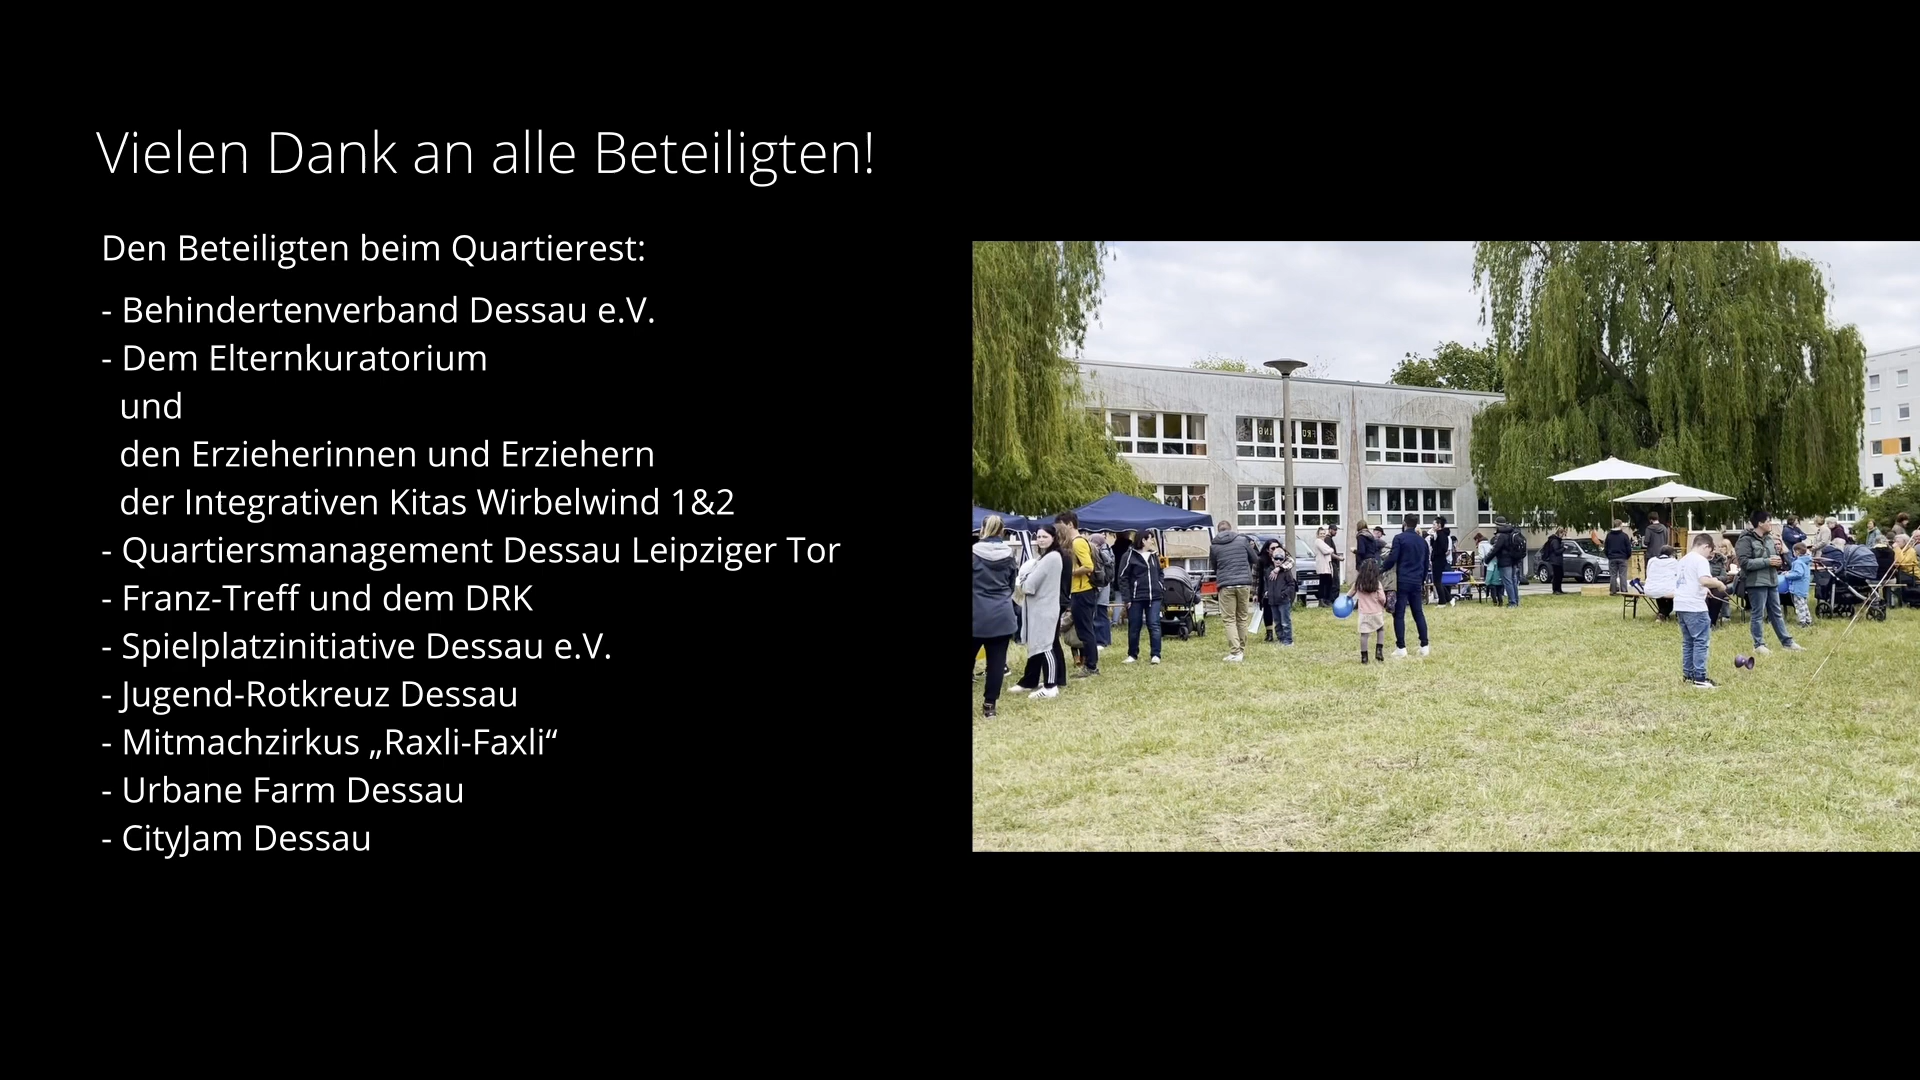 Vielen Dank an alle Beteiligten!
Den Beteiligten beim Quartierest:
- Behindertenverband Dessau e.V.
- Dem Elternkuratorium
und
den Erzieherinnen und Erziehern
der Integrativen Kitas Wirbelwind 1&2
- Quartiersmanagement Dessau Leipziger Tor
- Franz-Treff und dem DRK
- Spielplatzinitiative Dessau e.V.
- Jugend-Rotkreuz Dessau
- Mitmachzirkus „Raxli-Faxli“
- Urbane Farm Dessau
- CityJam Dessau